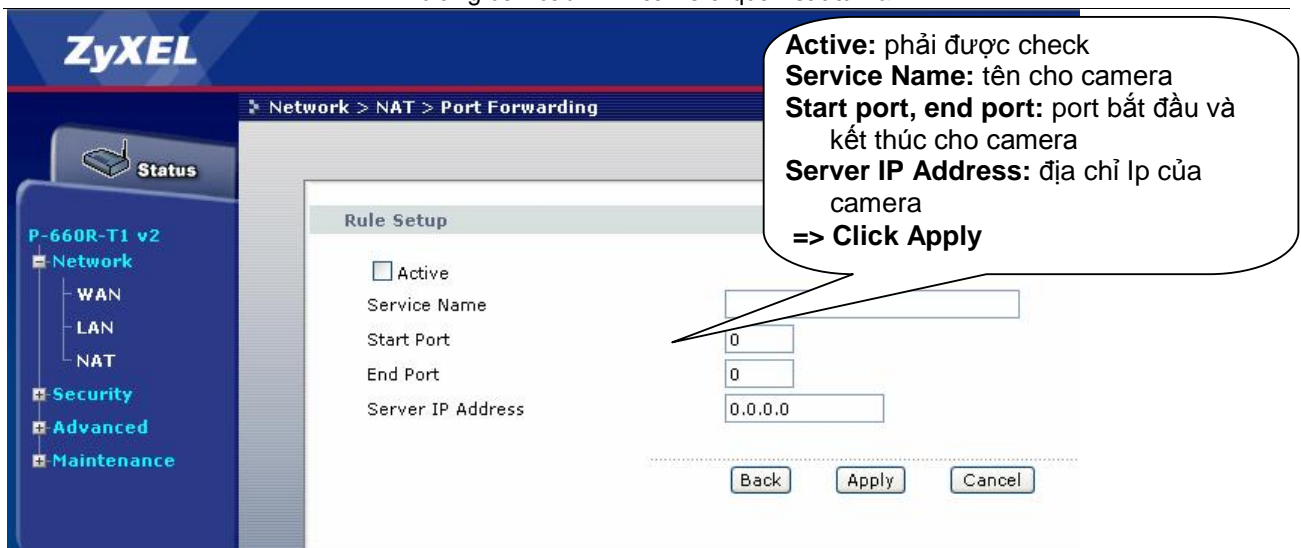 ZyXEL
Network > NAT > Port Forwarding
Active: phải được check
Service Name: tên cho camera
Start port, end port: port bắt đầu và
kết thúc cho camera
Server IP Address: địa chỉ Ip của
camera
=> Click Apply
Status
P-660R-T1 v2
Network
WAN
LAN
NAT
Security
Advanced
Maintenance
Rule Setup
Active
Service Name
Start Port 0
End Port 0
Server IP Address 0.0.0.0
Back Apply Cancel